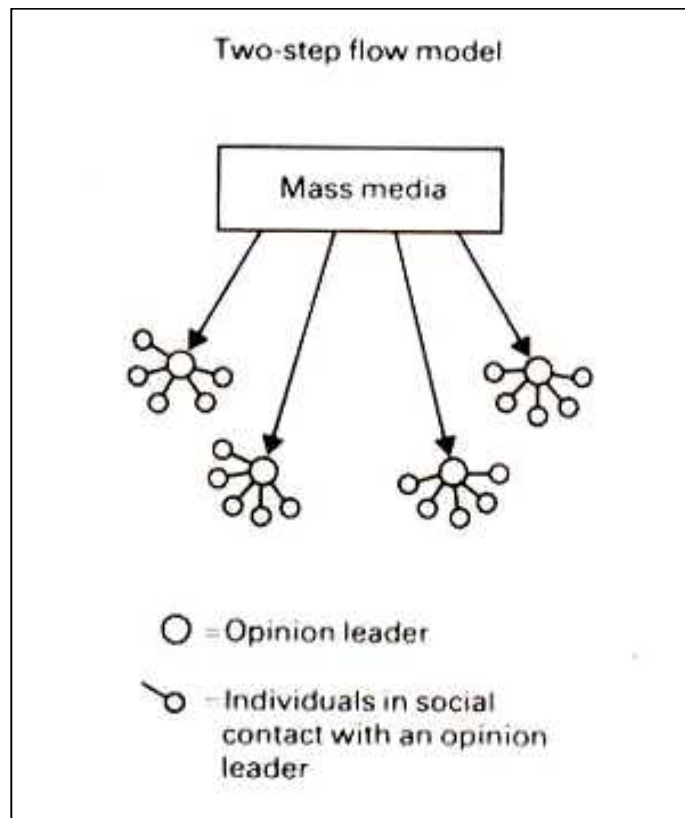 Two-step flow model
Mass media
= Opinion leader
= Individuals in social
contact with an opinion
leader